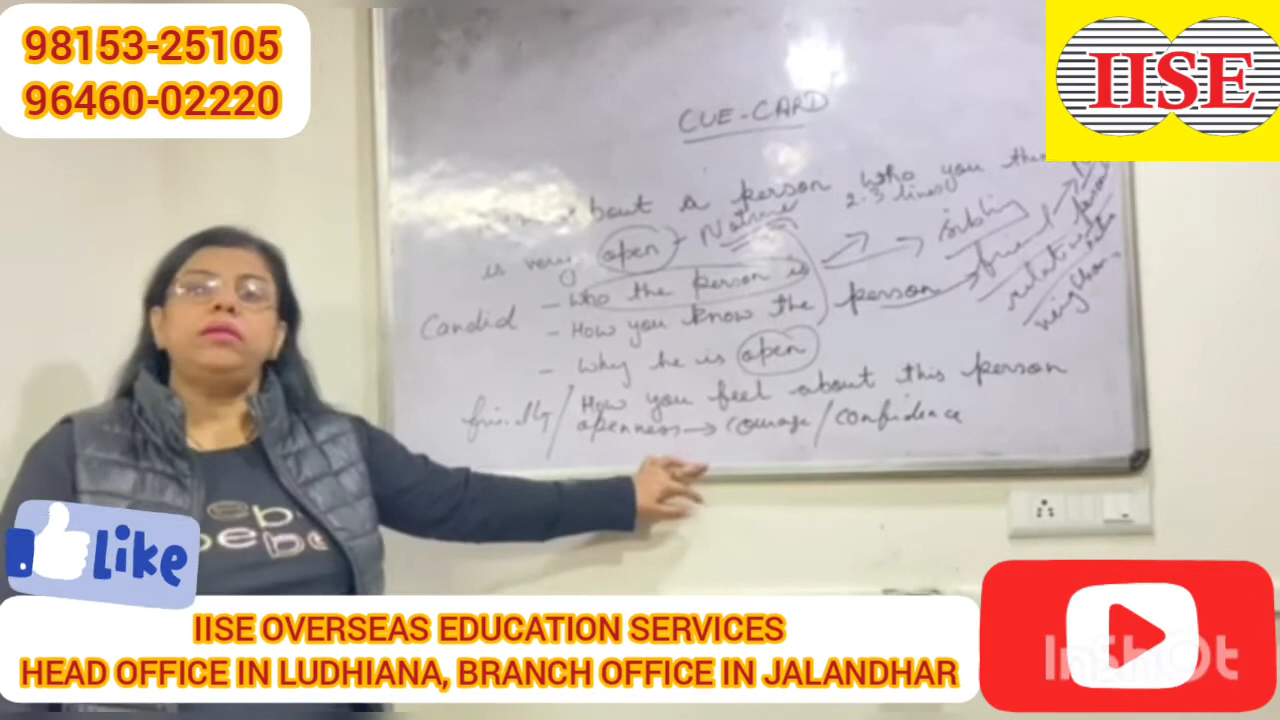 98153-25105
96460-02220
IISE
CUE-CARD
about a person who you
is very open - Nature 2-3 lines
Candid - Who the person is sibling
- How you know the person friend
relative
neighbor
- Why he is open
friendly / How you feel about this person
openness → courage / confidence
Like
IISE OVERSEAS EDUCATION SERVICES
HEAD OFFICE IN LUDHIANA, BRANCH OFFICE IN JALANDHAR
InShOt